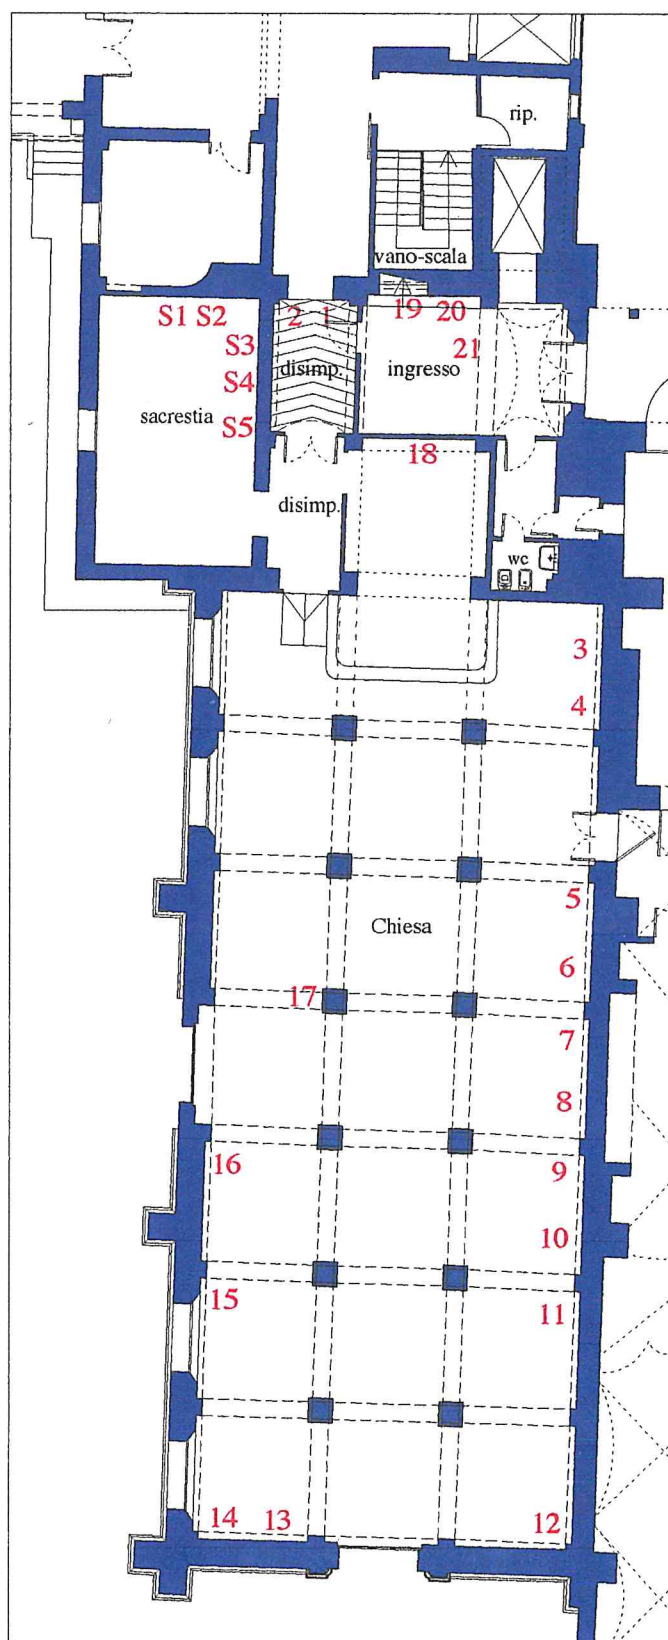 rip.
vano-scala
S1 S2 2 1 19 20
S3 21
S4 disimp. ingresso
sacrestia S5
18
disimp.
wc
3
4
5
Chiesa
6
17
7
8
16 9
10
15 11
14 13 12